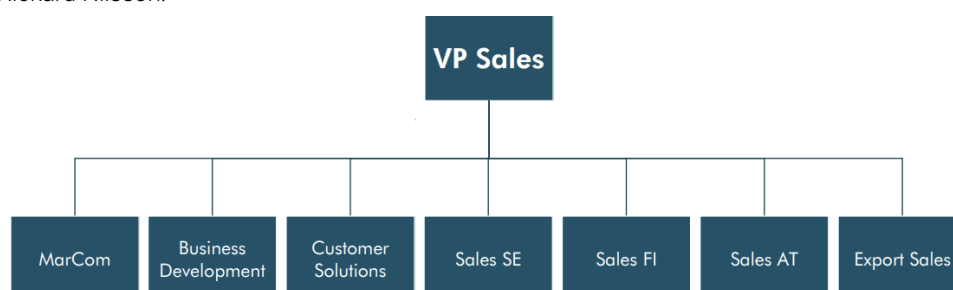 VP Sales
MarCom
Business
Development
Customer
Solutions
Sales SE
Sales FI
Sales AT
Export Sales